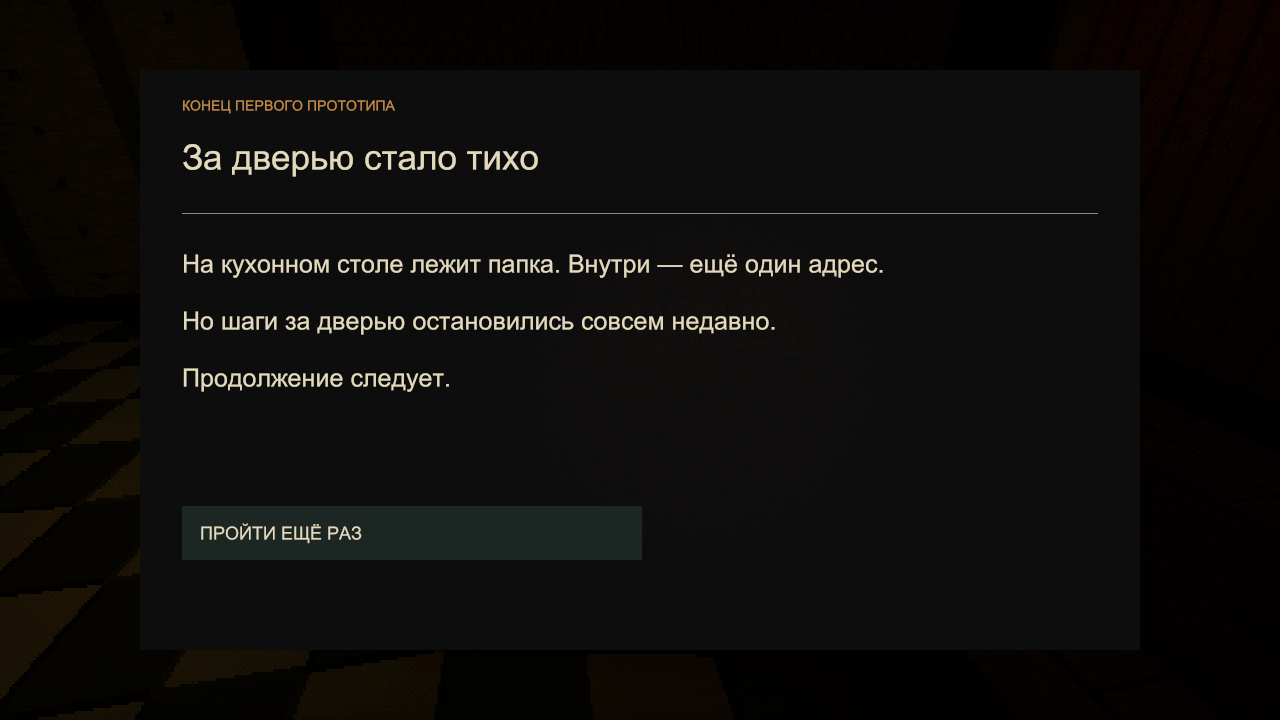 КОНЕЦ ПЕРВОГО ПРОТОТИПА
За дверью стало тихо
На кухонном столе лежит папка. Внутри — ещё один адрес.
Но шаги за дверью остановились совсем недавно.
Продолжение следует.
ПРОЙТИ ЕЩЁ РАЗ